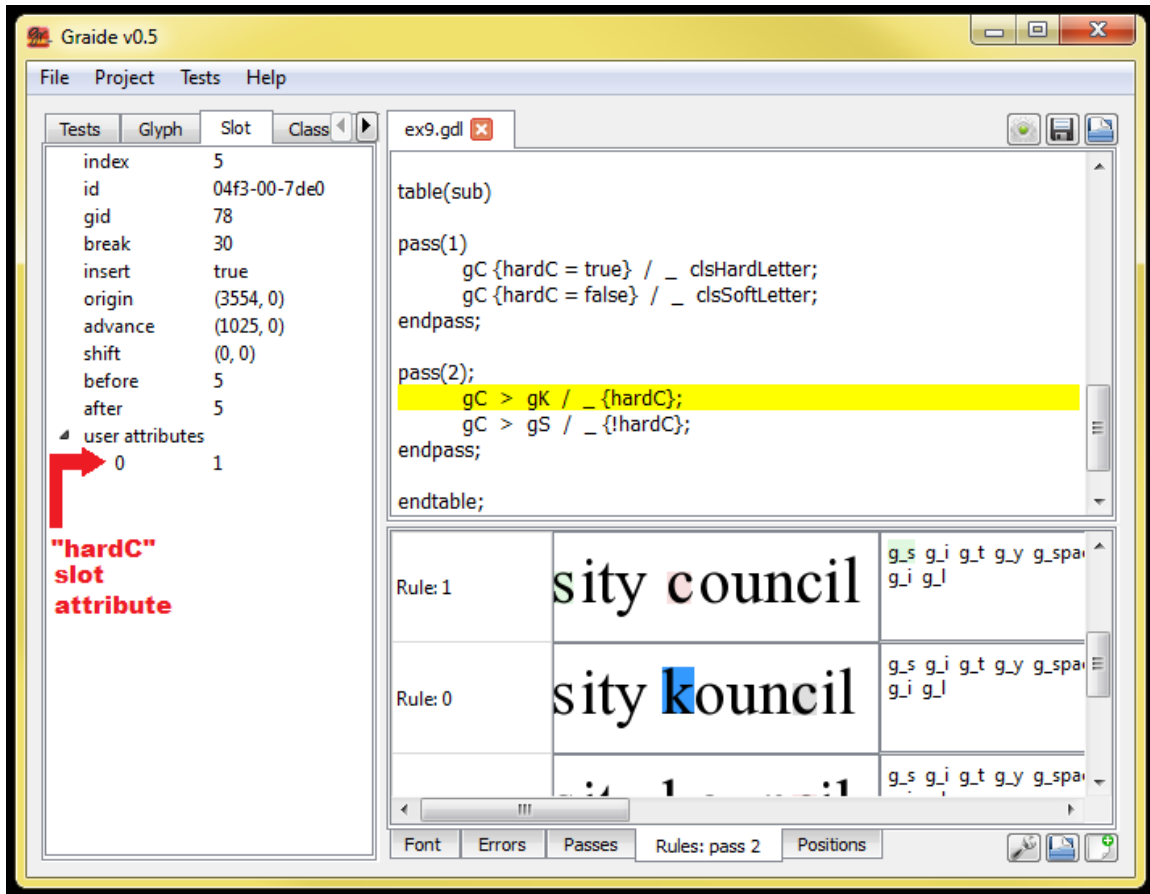 Graide v0.5
File Project Tests Help
Tests Glyph Slot Class
index 5
id 04f3-00-7de0
gid 78
break 30
insert true
origin (3554, 0)
advance (1025, 0)
shift (0, 0)
before 5
after 5
user attributes
0 1
"hardC"
slot
attribute
ex9.gdl
table(sub)
pass(1)
gC {hardC = true} / _ clsHardLetter;
gC {hardC = false} / _ clsSoftLetter;
endpass;
pass(2);
gC > gK / _ {hardC};
gC > gS / _ {!hardC};
endpass;
endtable;
Rule: 1
sity council
g_s g_i g_t g_y g_spa
g_i g_l
Rule: 0
sity kouncil
g_s g_i g_t g_y g_spa
g_i g_l
g_s g_i g_t g_y g_spa
Font Errors Passes Rules: pass 2 Positions